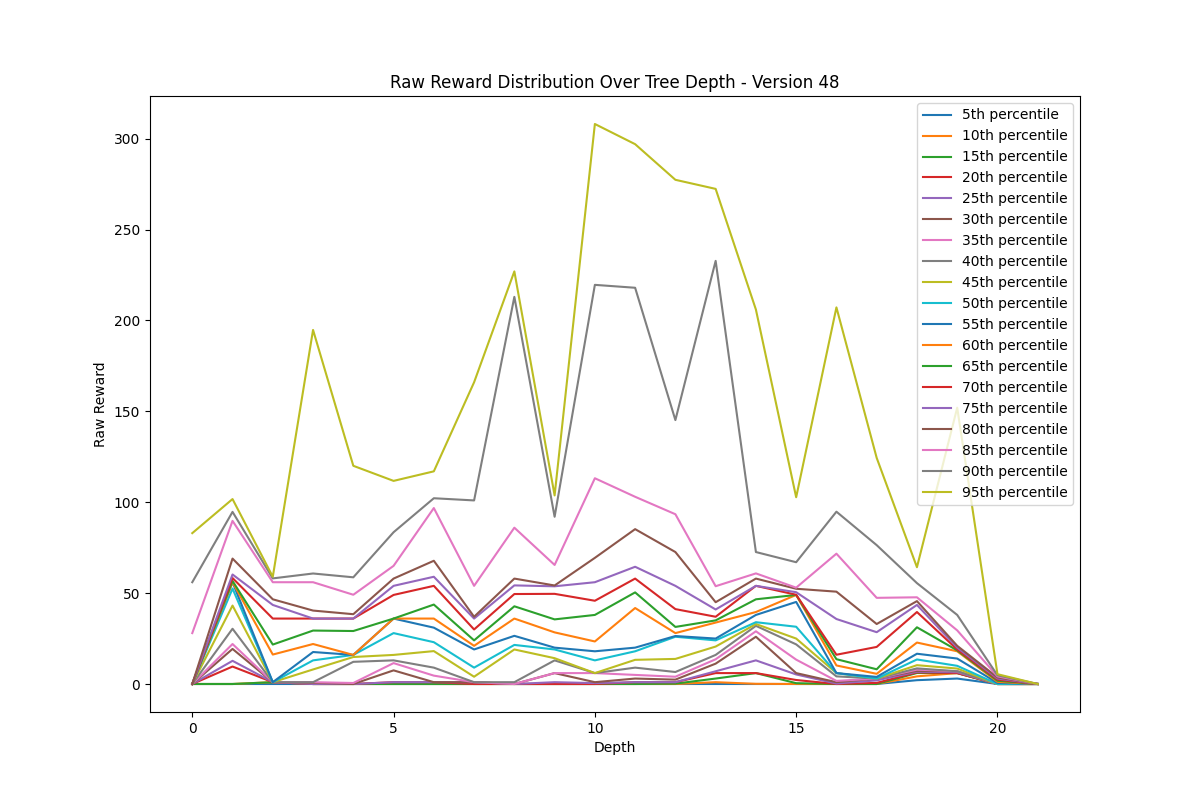 Raw Reward Distribution Over Tree Depth - Version 48
300
250
200
150
100
50
0
Raw Reward
0
5
10
15
20
Depth
5th percentile
10th percentile
15th percentile
20th percentile
25th percentile
30th percentile
35th percentile
40th percentile
45th percentile
50th percentile
55th percentile
60th percentile
65th percentile
70th percentile
75th percentile
80th percentile
85th percentile
90th percentile
95th percentile